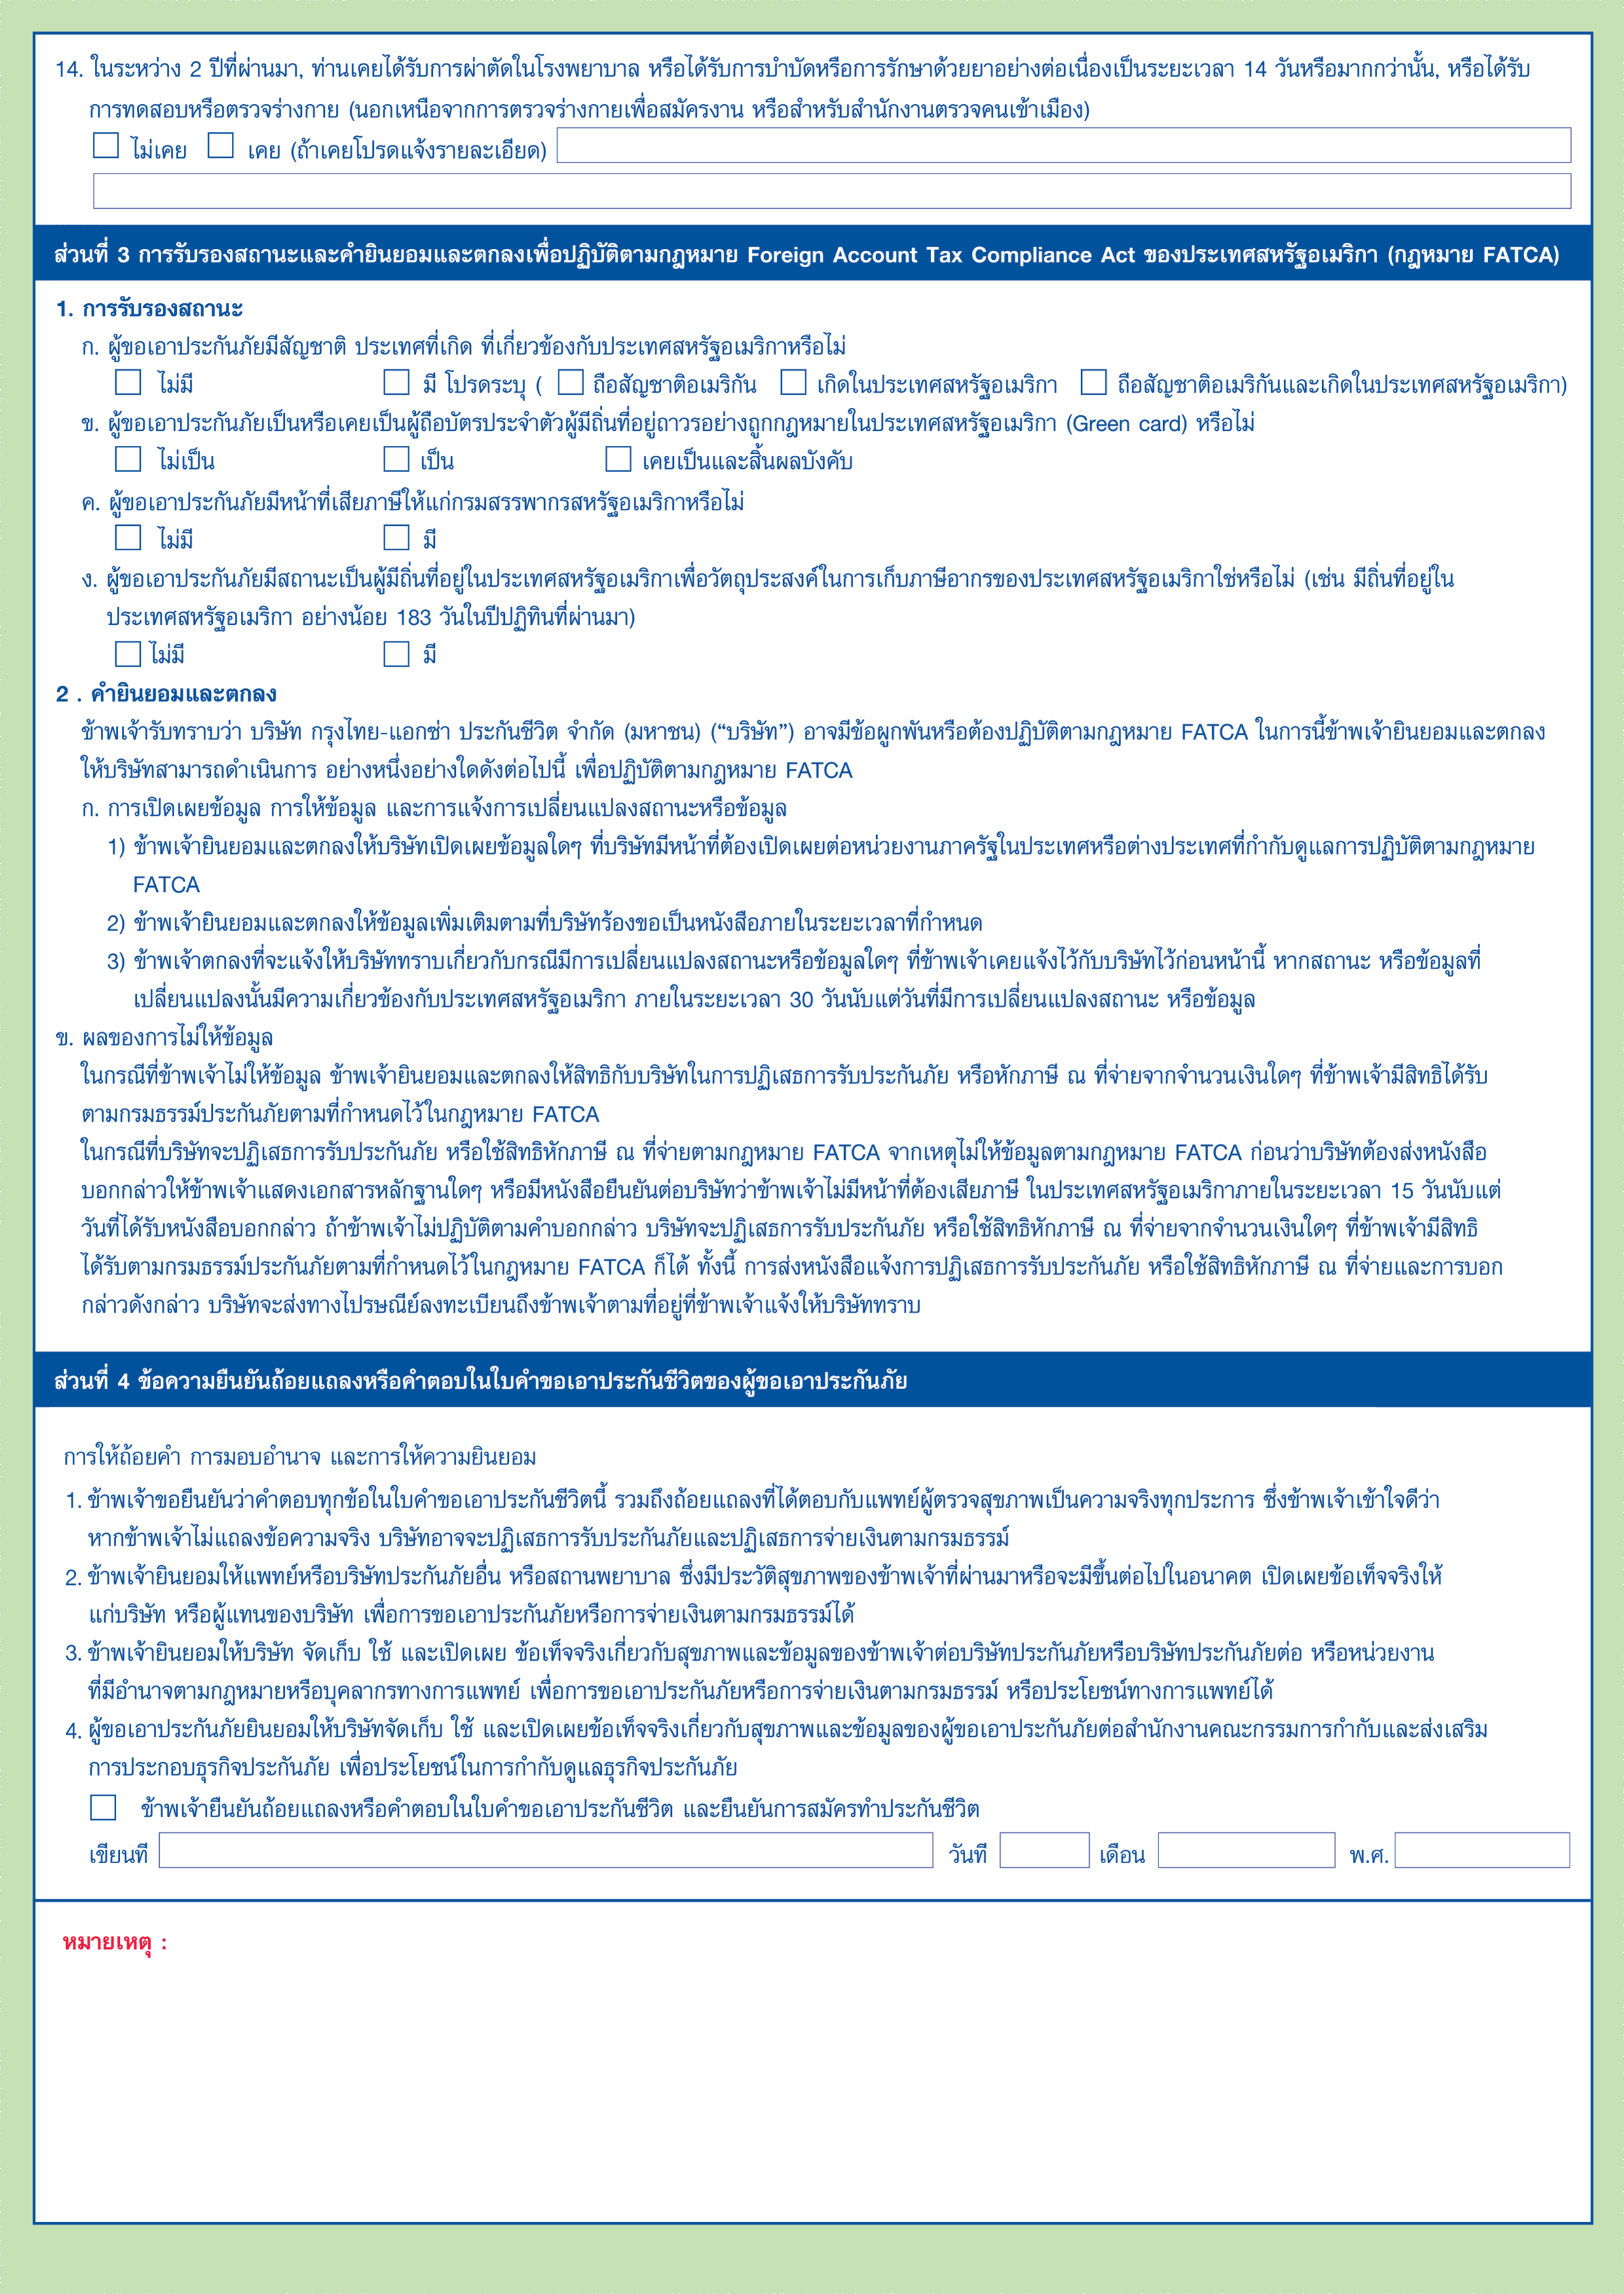 14. ในระหว่าง 2 ปีที่ผ่านมา, ท่านเคยได้รับการผ่าตัดในโรงพยาบาล หรือได้รับการบำบัดหรือการรักษาด้วยยาอย่างต่อเนื่องเป็นระยะเวลา 14 วันหรือมากกว่านั้น, หรือได้รับ
การทดสอบหรือตรวจร่างกาย (นอกเหนือจากการตรวจร่างกายเพื่อสมัครงาน หรือสำหรับสำนักงานตรวจคนเข้าเมือง)
ไม่เคย เคย (ถ้าเคยโปรดแจ้งรายละเอียด)
ส่วนที่ 3 การรับรองสถานะและคำยินยอมและตกลงเพื่อปฏิบัติตามกฎหมาย Foreign Account Tax Compliance Act ของประเทศสหรัฐอเมริกา (กฎหมาย FATCA)
1. การรับรองสถานะ
ก. ผู้ขอเอาประกันภัยมีสัญชาติ ประเทศที่เกิด ที่เกี่ยวข้องกับประเทศสหรัฐอเมริกาหรือไม่
ไม่มี มี โปรดระบุ ( ถือสัญชาติอเมริกัน เกิดในประเทศสหรัฐอเมริกา ถือสัญชาติอเมริกันและเกิดในประเทศสหรัฐอเมริกา)
ข. ผู้ขอเอาประกันภัยเป็นหรือเคยเป็นผู้ถือบัตรประจำตัวผู้มีถิ่นที่อยู่ถาวรอย่างถูกกฎหมายในประเทศสหรัฐอเมริกา (Green card) หรือไม่
ไม่เป็น เป็น เคยเป็นและสิ้นผลบังคับ
ค. ผู้ขอเอาประกันภัยมีหน้าที่เสียภาษีให้แก่กรมสรรพากรสหรัฐอเมริกาหรือไม่
ไม่มี มี
ง. ผู้ขอเอาประกันภัยมีสถานะเป็นผู้มีถิ่นที่อยู่ในประเทศสหรัฐอเมริกาเพื่อวัตถุประสงค์ในการเก็บภาษีอากรของประเทศสหรัฐอเมริกาใช่หรือไม่ (เช่น มีถิ่นที่อยู่ใน
ประเทศสหรัฐอเมริกา อย่างน้อย 183 วันในปีปฏิทินที่ผ่านมา)
ไม่มี มี
2 . คำยินยอมและตกลง
ข้าพเจ้ารับทราบว่า บริษัท กรุงไทย-แอกซ่า ประกันชีวิต จำกัด (มหาชน) (“บริษัท”) อาจมีข้อผูกพันหรือต้องปฏิบัติตามกฎหมาย FATCA ในการนี้ข้าพเจ้ายินยอมและตกลง
ให้บริษัทสามารถดำเนินการ อย่างหนึ่งอย่างใดดังต่อไปนี้ เพื่อปฏิบัติตามกฎหมาย FATCA
ก. การเปิดเผยข้อมูล การให้ข้อมูล และการแจ้งการเปลี่ยนแปลงสถานะหรือข้อมูล
1) ข้าพเจ้ายินยอมและตกลงให้บริษัทเปิดเผยข้อมูลใดๆ ที่บริษัทมีหน้าที่ต้องเปิดเผยต่อหน่วยงานภาครัฐในประเทศหรือต่างประเทศที่กำกับดูแลการปฏิบัติตามกฎหมาย
FATCA
2) ข้าพเจ้ายินยอมและตกลงให้ข้อมูลเพิ่มเติมตามที่บริษัทร้องขอเป็นหนังสือภายในระยะเวลาที่กำหนด
3) ข้าพเจ้าตกลงที่จะแจ้งให้บริษัททราบเกี่ยวกับกรณีมีการเปลี่ยนแปลงสถานะหรือข้อมูลใดๆ ที่ข้าพเจ้าเคยแจ้งไว้กับบริษัทไว้ก่อนหน้านี้ หากสถานะ หรือข้อมูลที่
เปลี่ยนแปลงนั้นมีความเกี่ยวข้องกับประเทศสหรัฐอเมริกา ภายในระยะเวลา 30 วันนับแต่วันที่มีการเปลี่ยนแปลงสถานะ หรือข้อมูล
ข. ผลของการไม่ให้ข้อมูล
ในกรณีที่ข้าพเจ้าไม่ให้ข้อมูล ข้าพเจ้ายินยอมและตกลงให้สิทธิกับบริษัทในการปฏิเสธการรับประกันภัย หรือหักภาษี ณ ที่จ่ายจากจำนวนเงินใดๆ ที่ข้าพเจ้ามีสิทธิได้รับ
ตามกรมธรรม์ประกันภัยตามที่กำหนดไว้ในกฎหมาย FATCA
ในกรณีที่บริษัทจะปฏิเสธการรับประกันภัย หรือใช้สิทธิหักภาษี ณ ที่จ่ายตามกฎหมาย FATCA จากเหตุไม่ให้ข้อมูลตามกฎหมาย FATCA ก่อนว่าบริษัทต้องส่งหนังสือ
บอกกล่าวให้ข้าพเจ้าแสดงเอกสารหลักฐานใดๆ หรือมีหนังสือยืนยันต่อบริษัทว่าข้าพเจ้าไม่มีหน้าที่ต้องเสียภาษี ในประเทศสหรัฐอเมริกาภายในระยะเวลา 15 วันนับแต่
วันที่ได้รับหนังสือบอกกล่าว ถ้าข้าพเจ้าไม่ปฏิบัติตามคำบอกกล่าว บริษัทจะปฏิเสธการรับประกันภัย หรือใช้สิทธิหักภาษี ณ ที่จ่ายจากจำนวนเงินใดๆ ที่ข้าพเจ้ามีสิทธิ
ได้รับตามกรมธรรม์ประกันภัยตามที่กำหนดไว้ในกฎหมาย FATCA ก็ได้ ทั้งนี้ การส่งหนังสือแจ้งการปฏิเสธการรับประกันภัย หรือใช้สิทธิหักภาษี ณ ที่จ่ายและการบอก
กล่าวดังกล่าว บริษัทจะส่งทางไปรษณีย์ลงทะเบียนถึงข้าพเจ้าตามที่อยู่ที่ข้าพเจ้าแจ้งให้บริษัททราบ
ส่วนที่ 4 ข้อความยืนยันถ้อยแถลงหรือคำตอบในใบคำขอเอาประกันชีวิตของผู้ขอเอาประกันภัย
การให้ถ้อยคำ การมอบอำนาจ และการให้ความยินยอม
1. ข้าพเจ้าขอยืนยันว่าคำตอบทุกข้อในใบคำขอเอาประกันชีวิตนี้ รวมถึงถ้อยแถลงที่ได้ตอบกับแพทย์ผู้ตรวจสุขภาพเป็นความจริงทุกประการ ซึ่งข้าพเจ้าเข้าใจดีว่า
หากข้าพเจ้าไม่แถลงข้อความจริง บริษัทอาจจะปฏิเสธการรับประกันภัยและปฏิเสธการจ่ายเงินตามกรมธรรม์
2. ข้าพเจ้ายินยอมให้แพทย์หรือบริษัทประกันภัยอื่น หรือสถานพยาบาล ซึ่งมีประวัติสุขภาพของข้าพเจ้าที่ผ่านมาหรือจะมีขึ้นต่อไปในอนาคต เปิดเผยข้อเท็จจริงให้
แก่บริษัท หรือผู้แทนของบริษัท เพื่อการขอเอาประกันภัยหรือการจ่ายเงินตามกรมธรรม์ได้
3. ข้าพเจ้ายินยอมให้บริษัท จัดเก็บ ใช้ และเปิดเผย ข้อเท็จจริงเกี่ยวกับสุขภาพและข้อมูลของข้าพเจ้าต่อบริษัทประกันภัยหรือบริษัทประกันภัยต่อ หรือหน่วยงาน
ที่มีอำนาจตามกฎหมายหรือบุคลากรทางการแพทย์ เพื่อการขอเอาประกันภัยหรือการจ่ายเงินตามกรมธรรม์ หรือประโยชน์ทางการแพทย์ได้
4. ผู้ขอเอาประกันภัยยินยอมให้บริษัทจัดเก็บ ใช้ และเปิดเผยข้อเท็จจริงเกี่ยวกับสุขภาพและข้อมูลของผู้ขอเอาประกันภัยต่อสำนักงานคณะกรรมการกำกับและส่งเสริม
การประกอบธุรกิจประกันภัย เพื่อประโยชน์ในการกำกับดูแลธุรกิจประกันภัย
ข้าพเจ้ายืนยันถ้อยแถลงหรือคำตอบในใบคำขอเอาประกันชีวิต และยืนยันการสมัครทำประกันชีวิต
เขียนที่ วันที่ เดือน พ.ศ.
หมายเหตุ :